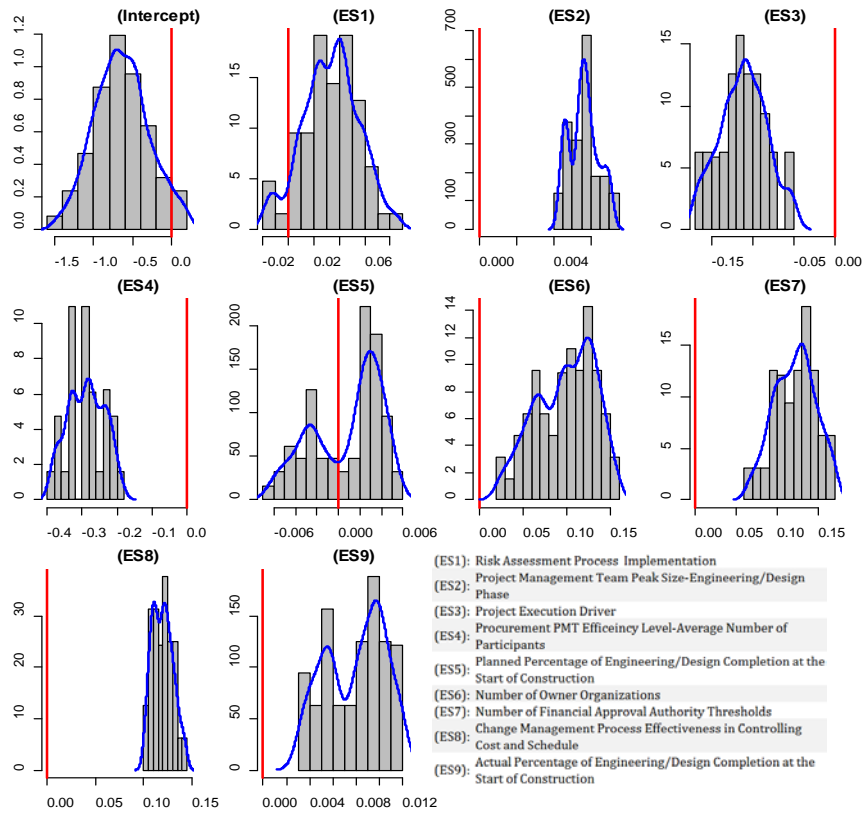 (Intercept)
(ES1)
(ES2)
(ES3)
0.0 0.2 0.4 0.6 0.8 1.0 1.2
-1.5 -1.0 -0.5 0.0
0 5 10 15
-0.02 0.02 0.06
0 100 300 500 700
0.000 0.004
0 5 10 15
-0.15 -0.05 0.00
(ES4)
(ES5)
(ES6)
(ES7)
0 2 4 6 8 10
-0.4 -0.3 -0.2 -0.1 0.0
0 50 100 150 200
-0.006 0.000 0.006
0 2 4 6 8 10 12 14
0.00 0.05 0.10 0.15
0 5 10 15
0.00 0.05 0.10 0.15
(ES8)
(ES9)
0 10 20 30
0.00 0.05 0.10 0.15
0 50 100 150
0.000 0.004 0.008 0.012
(ES1): Risk Assessment Process Implementation
(ES2): Project Management Team Peak Size-Engineering/Design
Phase
(ES3): Project Execution Driver
(ES4): Procurement PMT Efficeincy Level-Average Number of
Participants
(ES5): Planned Percentage of Engineering/Design Completion at the
Start of Construction
(ES6): Number of Owner Organizations
(ES7): Number of Financial Approval Authority Thresholds
(ES8): Change Management Process Effectiveness in Controlling
Cost and Schedule
(ES9): Actual Percentage of Engineering/Design Completion at the
Start of Construction